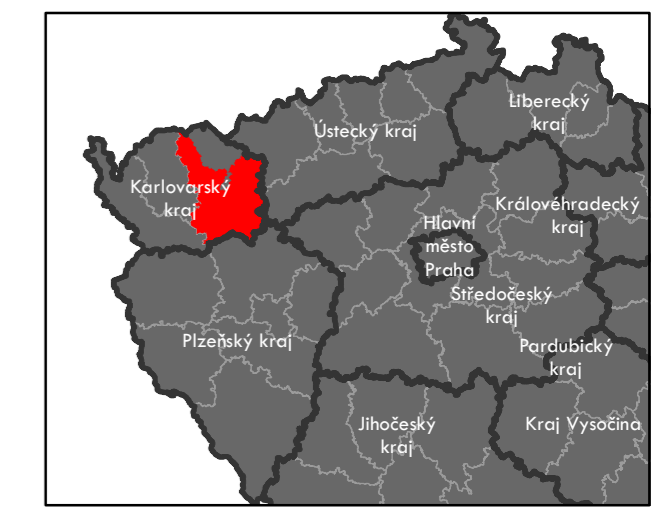 Liberecký
kraj
Ústecký kraj
Karlovarský
kraj
Královéhradecký
kraj
Hlavní
město
Praha
Středočeský
kraj
Plzeňský kraj
Pardubický
kraj
Jihočeský
kraj
Kraj Vysočina